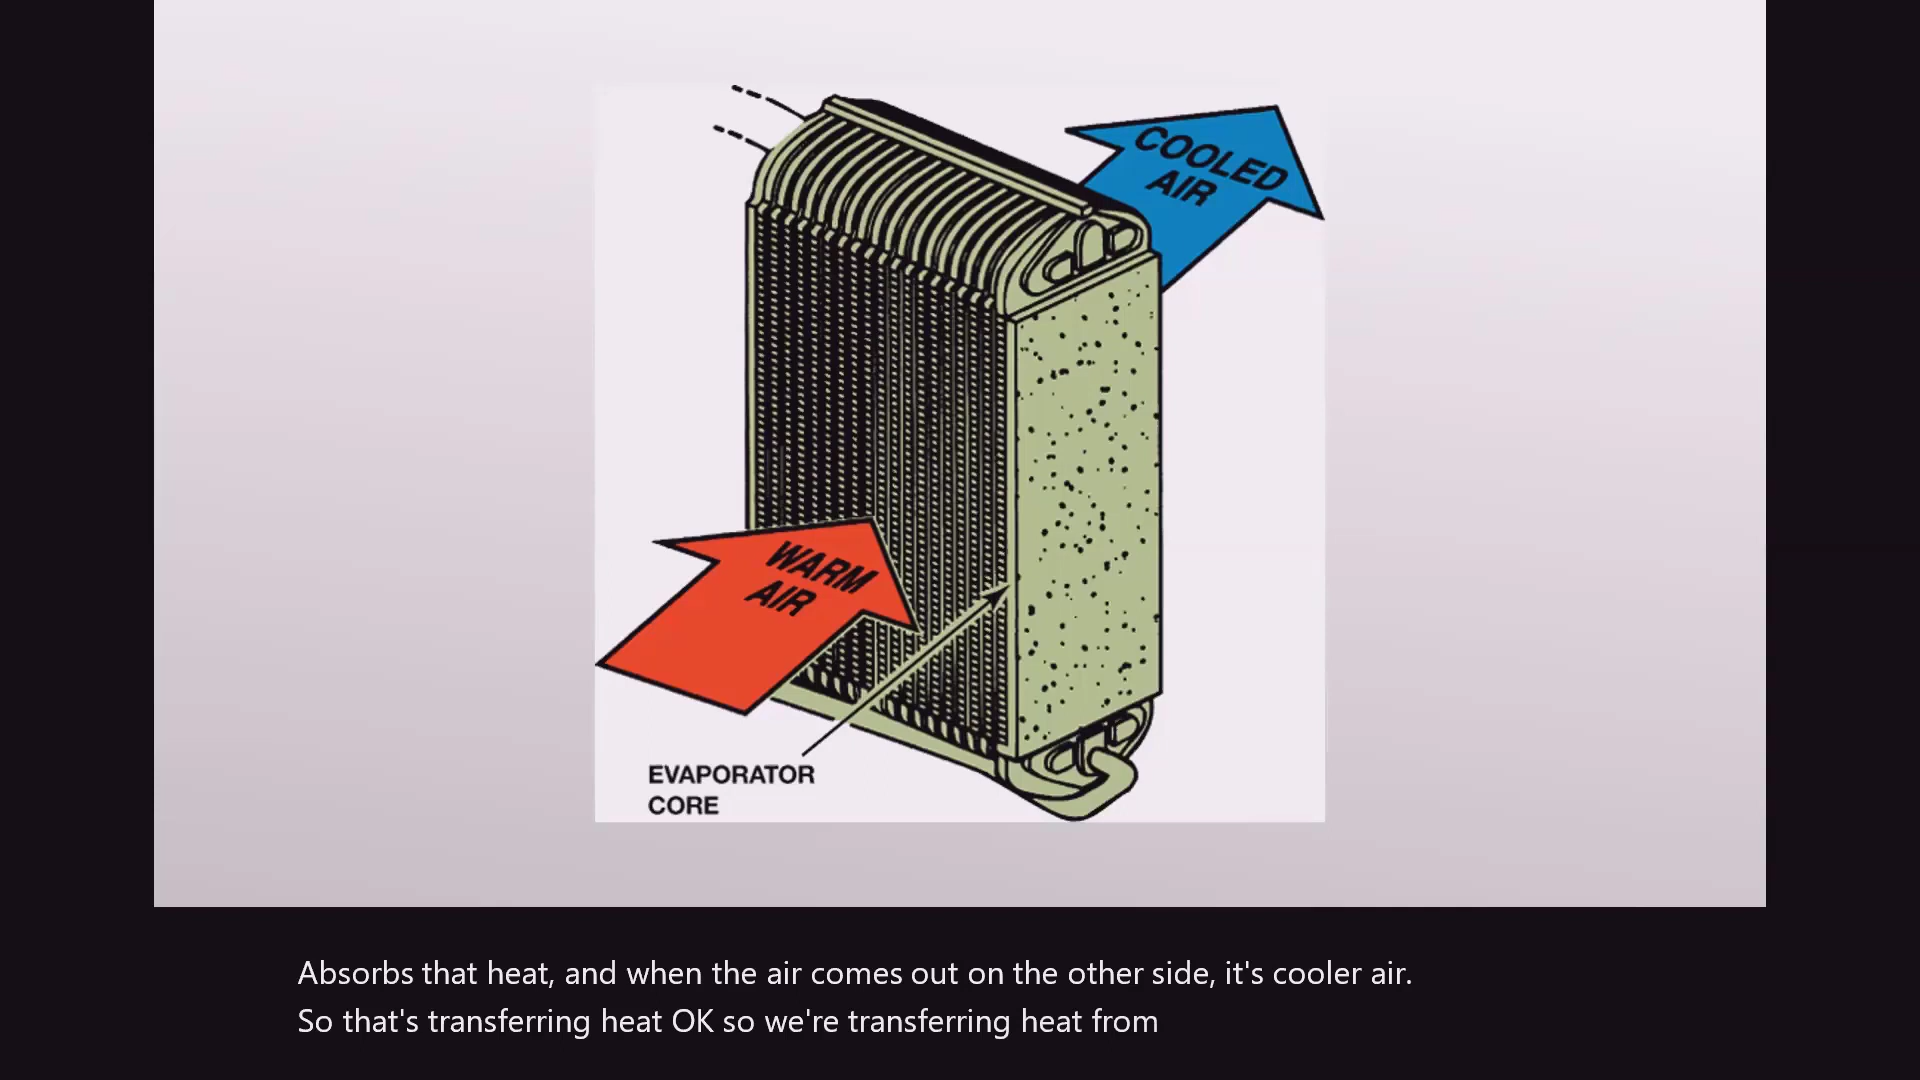 COOLED
AIR
WARM
AIR
EVAPORATOR
CORE
Absorbs that heat, and when the air comes out on the other side, it's cooler air.
So that's transferring heat OK so we're transferring heat from